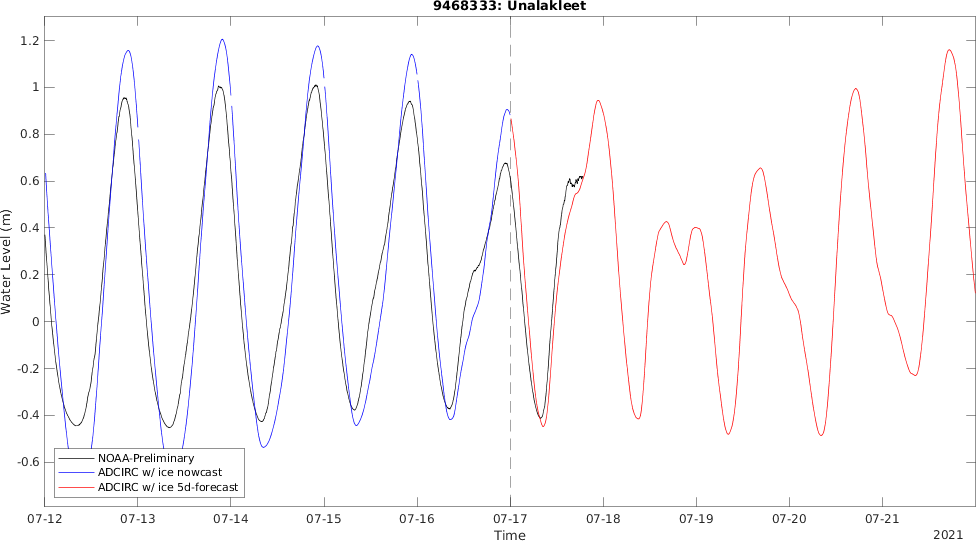 9468333: Unalakleet
Water Level (m)
1.2
1
0.8
0.6
0.4
0.2
0
-0.2
-0.4
-0.6
NOAA-Preliminary
ADCIRC w/ ice nowcast
ADCIRC w/ ice 5d-forecast
07-12 07-13 07-14 07-15 07-16 07-17 07-18 07-19 07-20 07-21
Time
2021